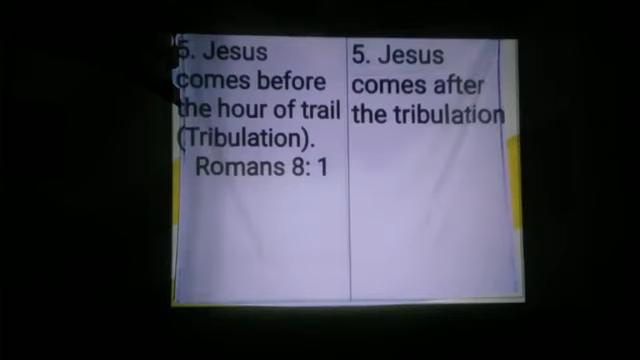 5. Jesus
comes before
the hour of trail
(Tribulation).
Romans 8: 1
5. Jesus
comes after
the tribulation